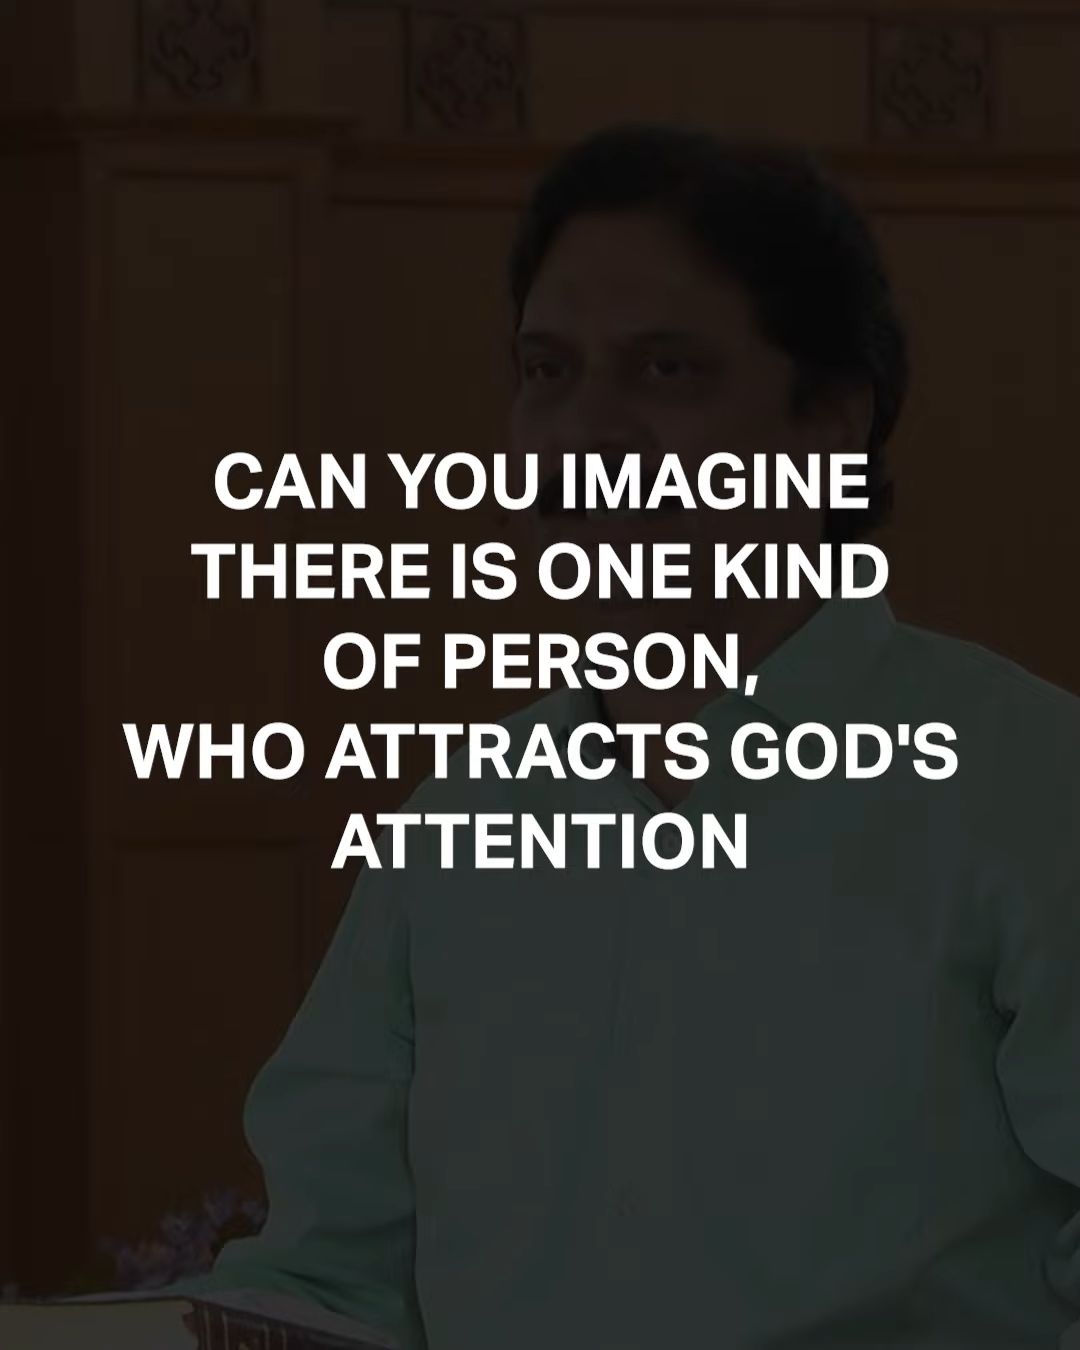 CAN YOU IMAGINE
THERE IS ONE KIND
OF PERSON,
WHO ATTRACTS GOD'S
ATTENTION